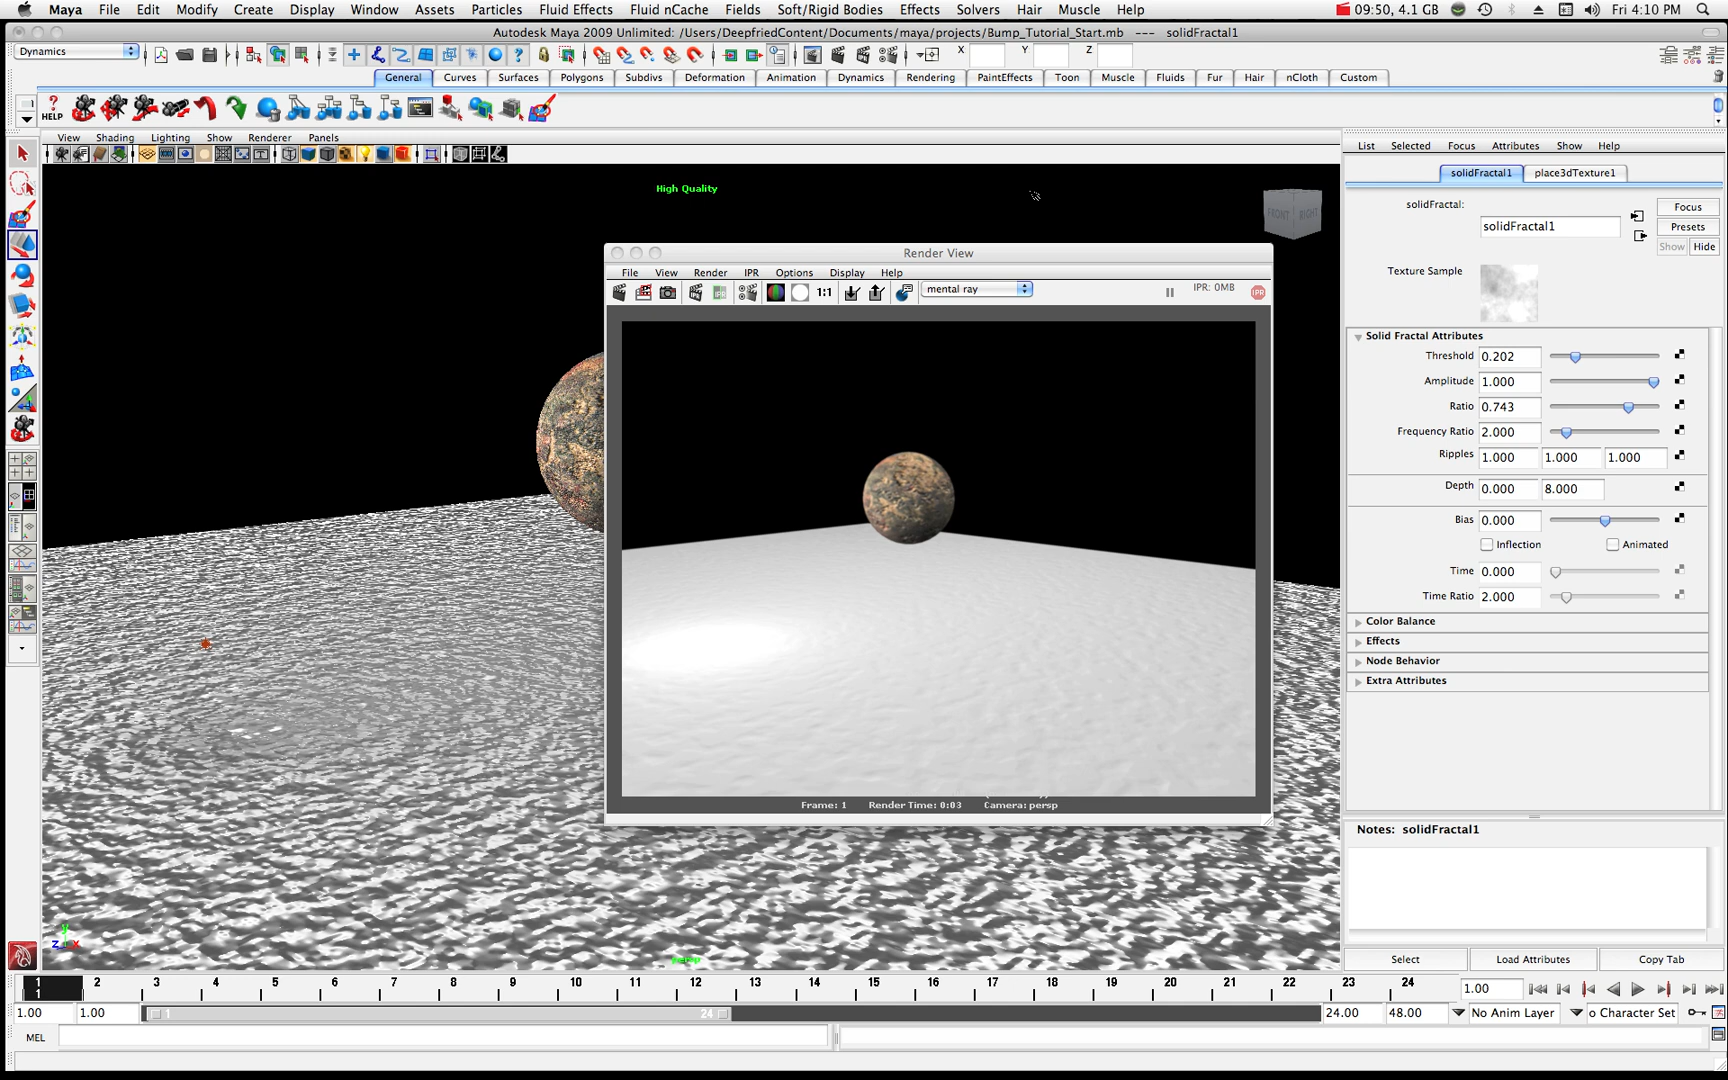 Maya File Edit Modify Create Display Window Assets Particles Fluid Effects Fluid nCache Fields Soft/Rigid Bodies Effects Solvers Hair Muscle Help 09:50, 4.1 GB Fri 4:10 PM
Autodesk Maya 2009 Unlimited: /Users/DeepfriedContent/Documents/maya/projects/Bump_Tutorial_Start.mb --- solidFractal1
Dynamics X Y Z
General Curves Surfaces Polygons Subdivs Deformation Animation Dynamics Rendering PaintEffects Toon Muscle Fluids Fur Hair nCloth Custom
? HELP
View Shading Lighting Show Renderer Panels
List Selected Focus Attributes Show Help
High Quality
FRONT RIGHT
solidFractal1 place3dTexture1
solidFractal:
solidFractal1
Focus
Presets
Show Hide
Texture Sample
Render View
File View Render IPR Options Display Help
1:1 mental ray IPR: 0MB IPR
Solid Fractal Attributes
Threshold 0.202
Amplitude 1.000
Ratio 0.743
Frequency Ratio 2.000
Ripples 1.000 1.000 1.000
Depth 0.000 8.000
Bias 0.000
Inflection Animated
Time 0.000
Time Ratio 2.000
Color Balance
Effects
Node Behavior
Extra Attributes
Frame: 1 Render Time: 0:03 Camera: persp
Notes: solidFractal1
y
z x
persp
Select Load Attributes Copy Tab
1 2 3 4 5 6 7 8 9 10 11 12 13 14 15 16 17 18 19 20 21 22 23 24
1 1.00
1.00 1.00 1 24 24.00 48.00 No Anim Layer o Character Set
MEL